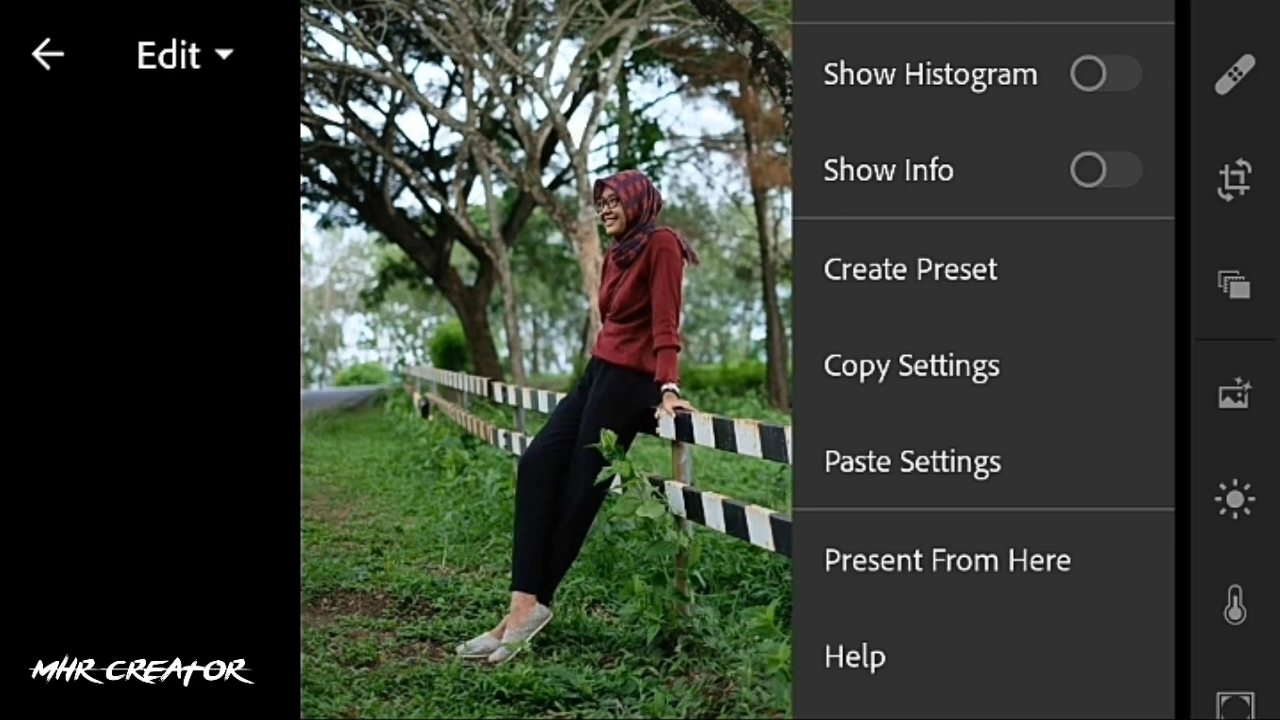 Edit
Show Histogram
Show Info
Create Preset
Copy Settings
Paste Settings
Present From Here
Help
MHR CREATOR